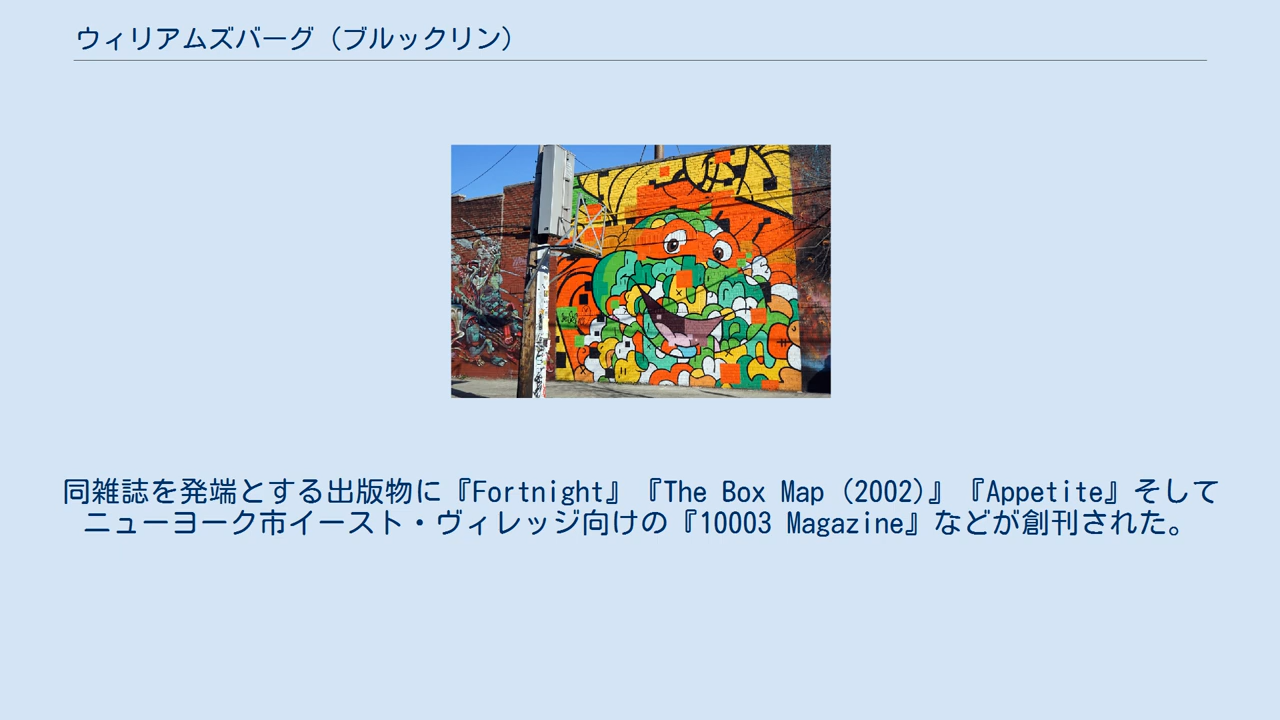 ウィリアムズバーグ（ブルックリン）
同雑誌を発端とする出版物に『Fortnight』『The Box Map (2002)』『Appetite』そして
ニューヨーク市イースト・ヴィレッジ向けの『10003 Magazine』などが創刊された。